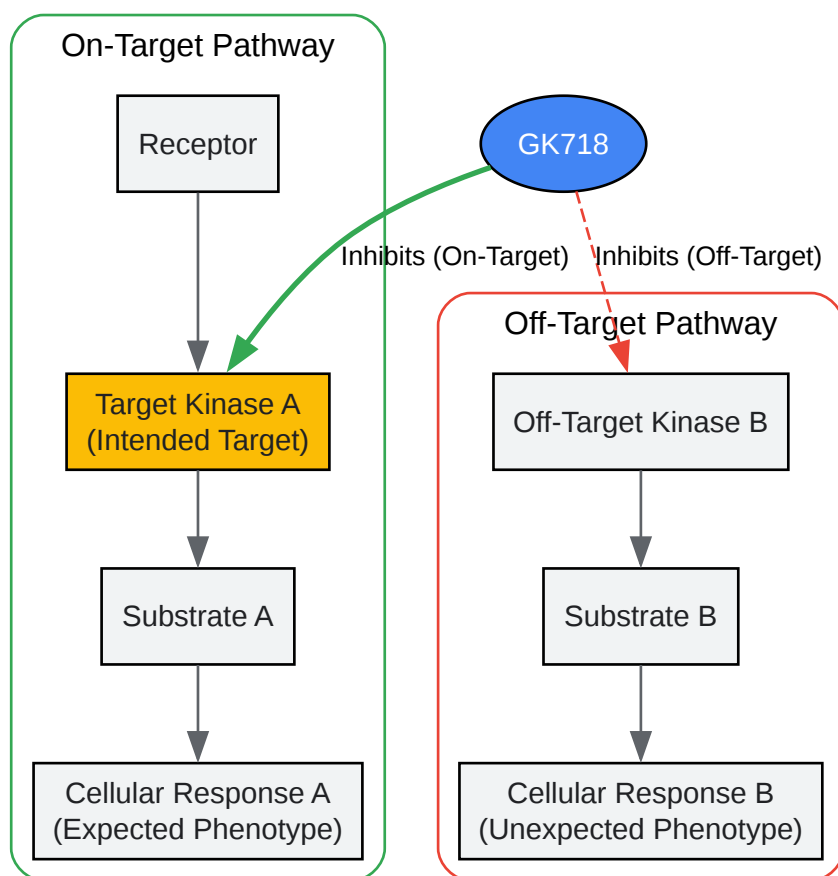 On-Target Pathway
Receptor
GK718
Inhibits (On-Target)
Inhibits (Off-Target)
Off-Target Pathway
Target Kinase A
(Intended Target)
Off-Target Kinase B
Substrate A
Substrate B
Cellular Response A
(Expected Phenotype)
Cellular Response B
(Unexpected Phenotype)